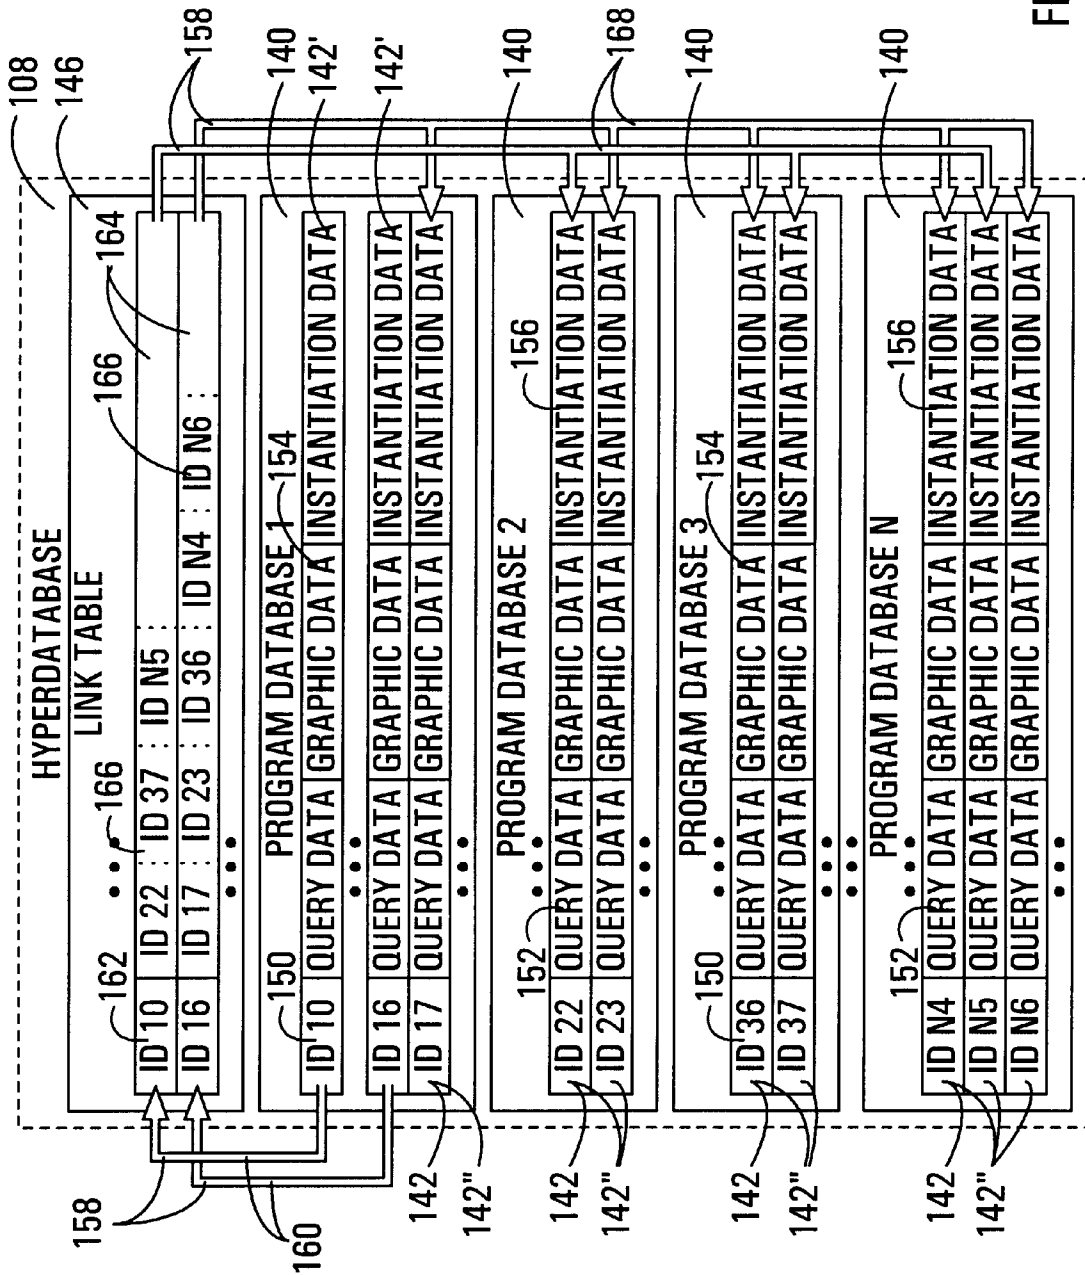 108
146
HYPERDATABASE
LINK TABLE
162
166
166
164
158
ID 10 ID 22 ID 37 ID N5
ID 16 ID 17 ID 23 ID 36 ID N4 ID N6
158
160
PROGRAM DATABASE 1
150
154
140
142'
142'
ID 10 QUERY DATA GRAPHIC DATA INSTANTIATION DATA
ID 16 QUERY DATA GRAPHIC DATA INSTANTIATION DATA
ID 17 QUERY DATA GRAPHIC DATA INSTANTIATION DATA
142
142"
PROGRAM DATABASE 2
152
156
140
168
ID 22 QUERY DATA GRAPHIC DATA INSTANTIATION DATA
ID 23 QUERY DATA GRAPHIC DATA INSTANTIATION DATA
142
142"
PROGRAM DATABASE 3
150
154
140
ID 36 QUERY DATA GRAPHIC DATA INSTANTIATION DATA
ID 37 QUERY DATA GRAPHIC DATA INSTANTIATION DATA
142
142"
PROGRAM DATABASE N
152
156
140
ID N4 QUERY DATA GRAPHIC DATA INSTANTIATION DATA
ID N5 QUERY DATA GRAPHIC DATA INSTANTIATION DATA
ID N6 QUERY DATA GRAPHIC DATA INSTANTIATION DATA
142
142"